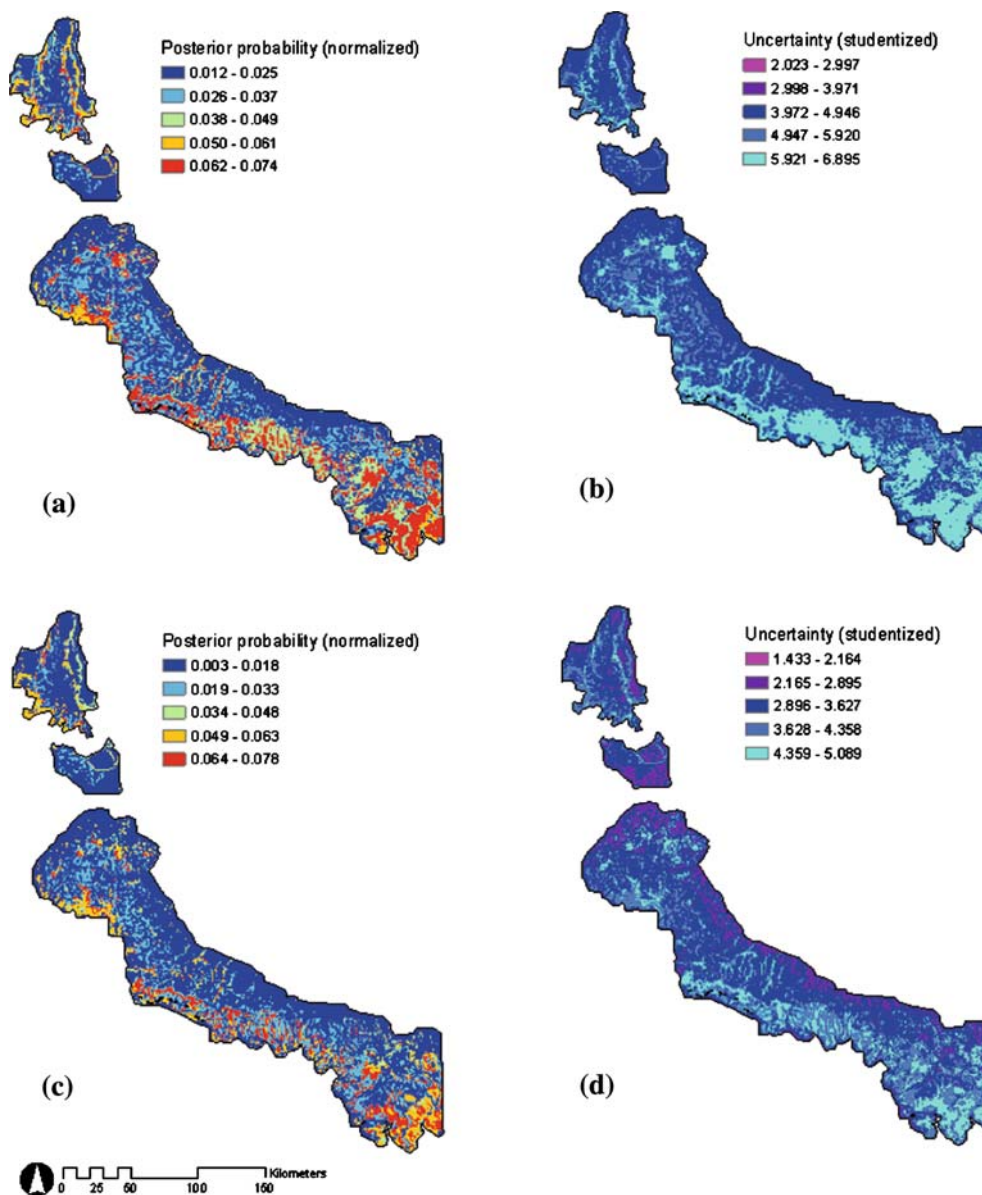 Posterior probability (normalized)
0.012 - 0.025
0.026 - 0.037
0.038 - 0.049
0.050 - 0.061
0.062 - 0.074
(a)
Uncertainty (studentized)
2.023 - 2.997
2.998 - 3.971
3.972 - 4.946
4.947 - 5.920
5.921 - 6.895
(b)
Posterior probability (normalized)
0.003 - 0.018
0.019 - 0.033
0.034 - 0.048
0.049 - 0.063
0.064 - 0.078
(c)
Uncertainty (studentized)
1.433 - 2.164
2.165 - 2.895
2.896 - 3.627
3.628 - 4.358
4.359 - 5.089
(d)
Kilometers
0 25 50 100 150